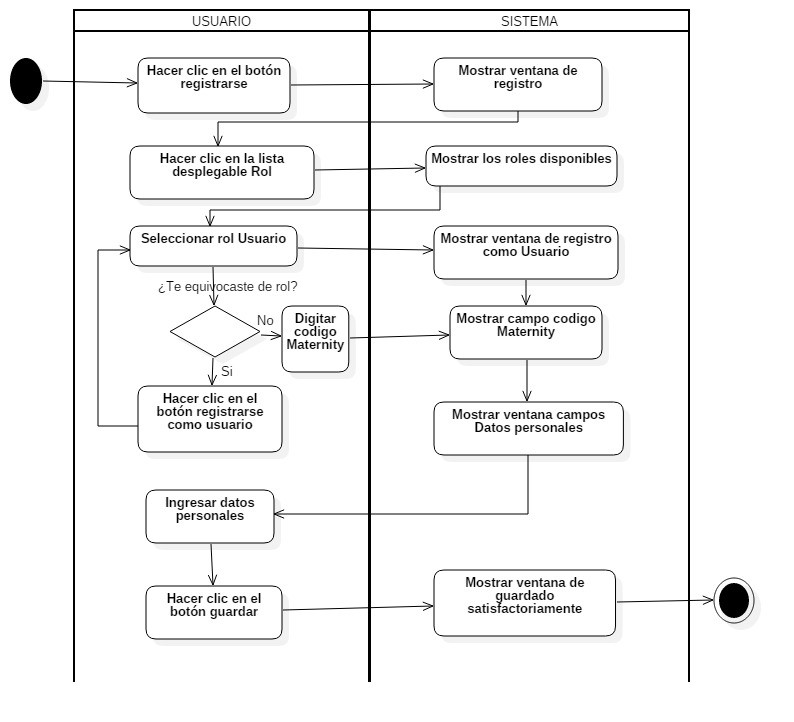 USUARIO
SISTEMA
Hacer clic en el botón
registrarse
Mostrar ventana de
registro
Hacer clic en la lista
desplegable Rol
Mostrar los roles disponibles
Seleccionar rol Usuario
Mostrar ventana de registro
como Usuario
¿Te equivocaste de rol?
No
Digitar
codigo
Maternity
Mostrar campo codigo
Maternity
Si
Hacer clic en el
botón registrarse
como usuario
Mostrar ventana campos
Datos personales
Ingresar datos
personales
Hacer clic en el
botón guardar
Mostrar ventana de
guardado
satisfactoriamente